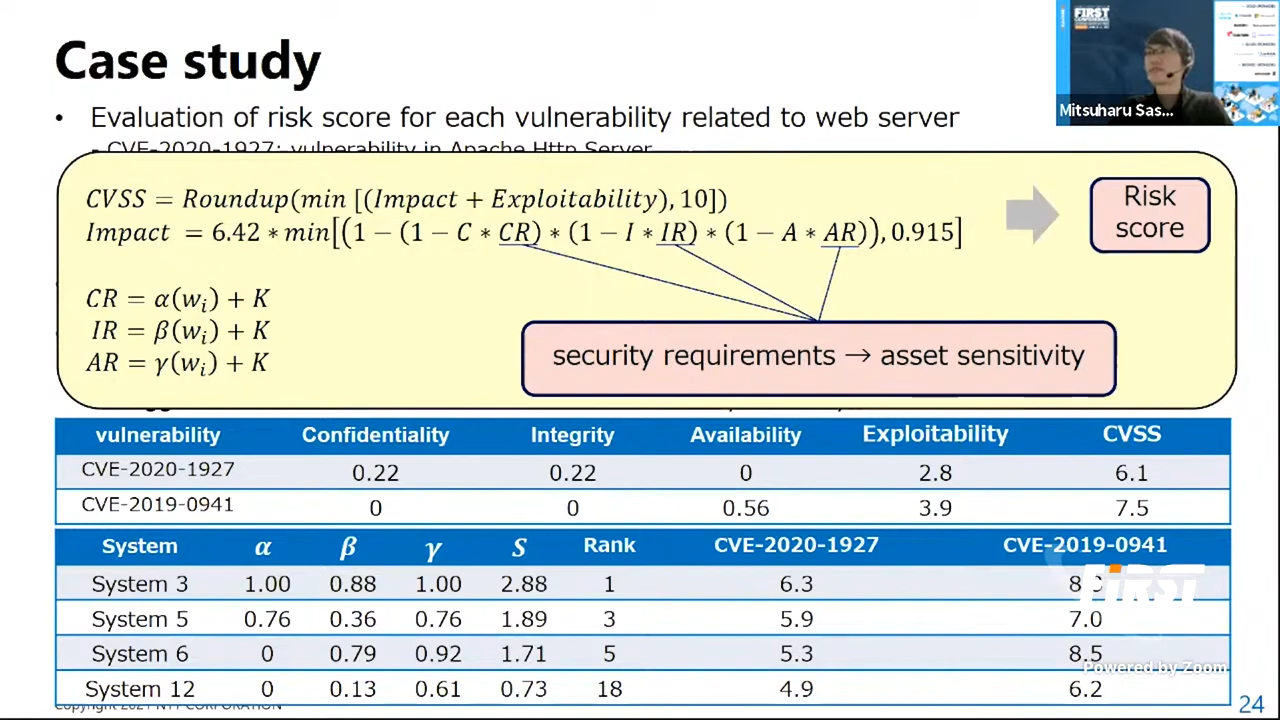 Case study
• Evaluation of risk score for each vulnerability related to web server
- CVE-2020-1927: vulnerability in Apache Http Server
CVSS = Roundup(min [(Impact + Exploitability), 10])
Impact = 6.42 * min[(1 − (1 − C * CR) * (1 − I * IR) * (1 − A * AR)), 0.915]
CR = α(wᵢ) + K
IR = β(wᵢ) + K
AR = γ(wᵢ) + K
Risk
score
security requirements → asset sensitivity
vulnerability Confidentiality Integrity Availability Exploitability CVSS
CVE-2020-1927 0.22 0.22 0 2.8 6.1
CVE-2019-0941 0 0 0.56 3.9 7.5
System α β γ S Rank CVE-2020-1927 CVE-2019-0941
System 3 1.00 0.88 1.00 2.88 1 6.3
System 5 0.76 0.36 0.76 1.89 3 5.9 7.0
System 6 0 0.79 0.92 1.71 5 5.3 8.5
System 12 0 0.13 0.61 0.73 18 4.9 6.2
24
FIRST
Powered by Zoom
FIRST
CONFERENCE
Mitsuharu Sas...